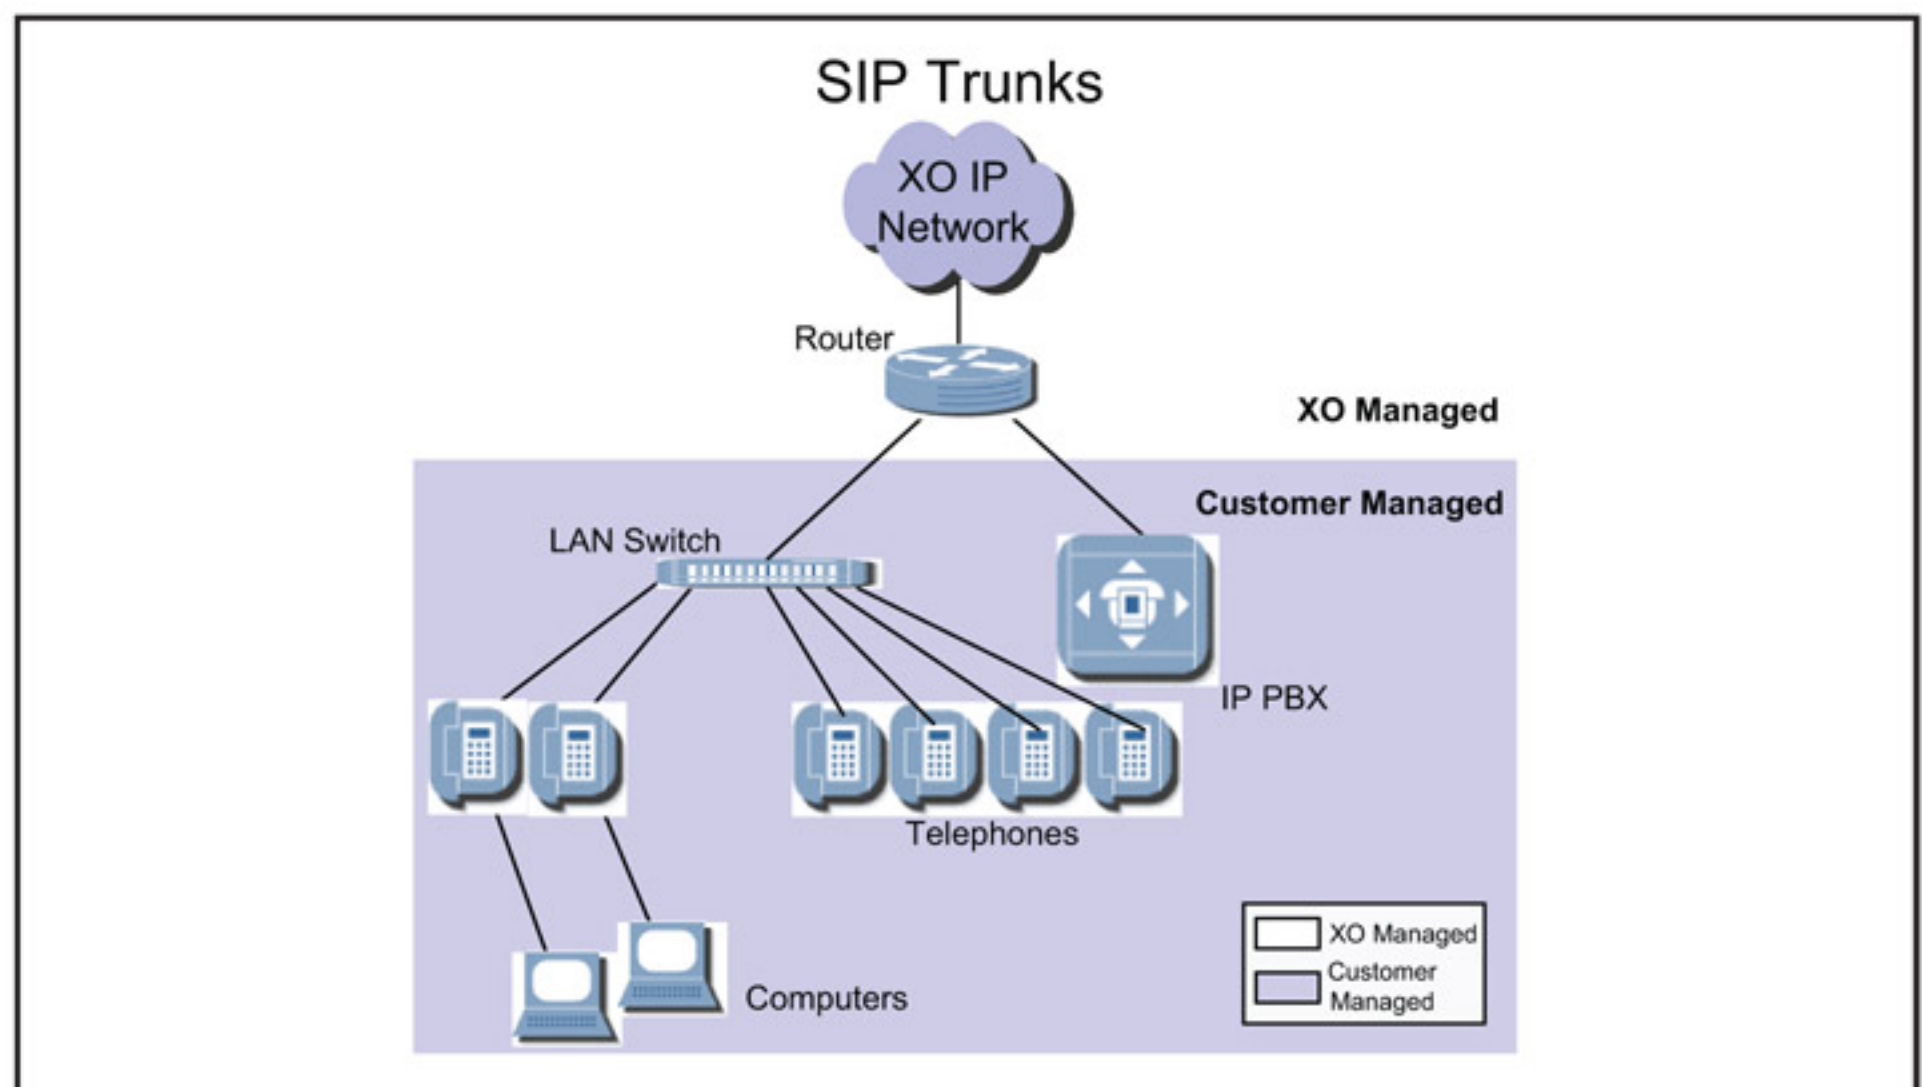 SIP Trunks
XO IP
Network
Router
XO Managed
Customer Managed
LAN Switch
IP PBX
Telephones
Computers
XO Managed
Customer
Managed